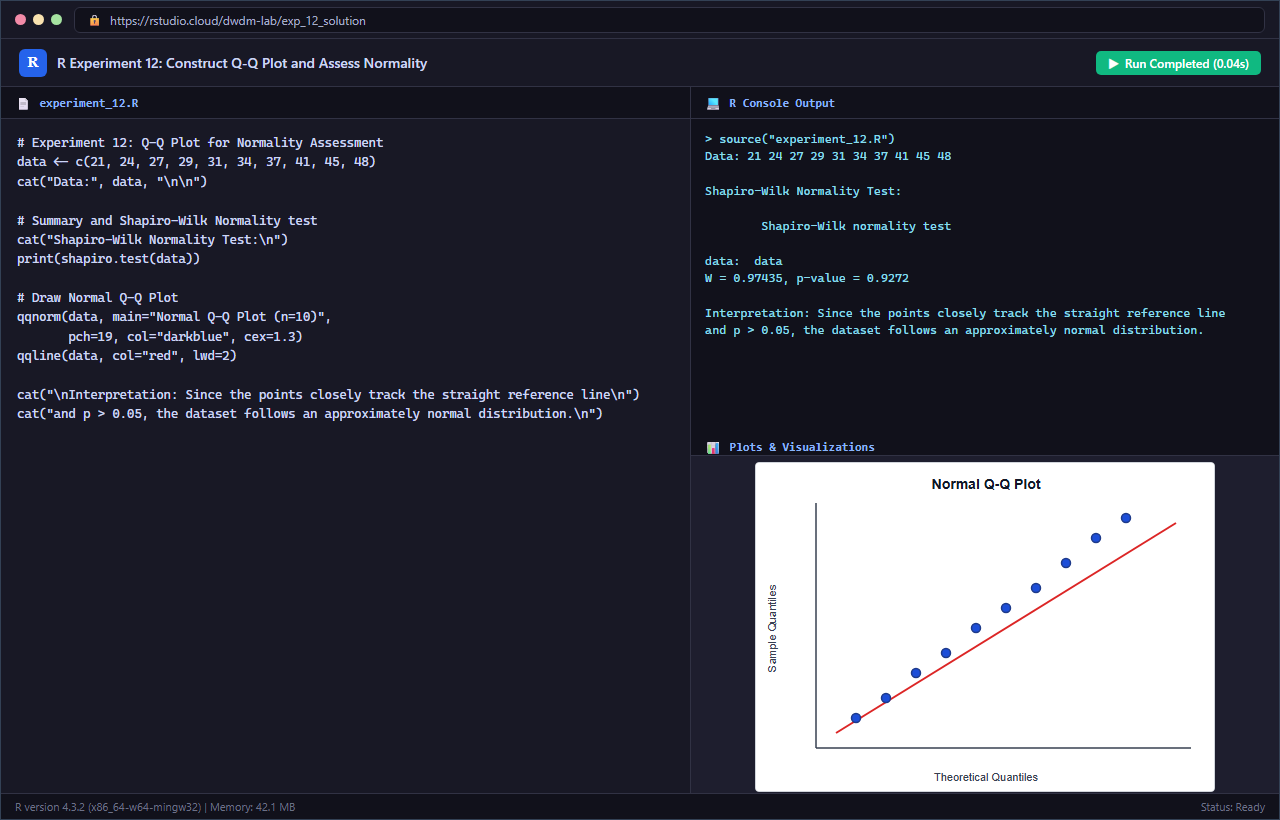 https://rstudio.cloud/dwdm-lab/exp_12_solution
R R Experiment 12: Construct Q-Q Plot and Assess Normality
▶ Run Completed (0.04s)
experiment_12.R
# Experiment 12: Q-Q Plot for Normality Assessment
data <- c(21, 24, 27, 29, 31, 34, 37, 41, 45, 48)
cat("Data:", data, "\n\n")
# Summary and Shapiro-Wilk Normality test
cat("Shapiro-Wilk Normality Test:\n")
print(shapiro.test(data))
# Draw Normal Q-Q Plot
qqnorm(data, main="Normal Q-Q Plot (n=10)",
pch=19, col="darkblue", cex=1.3)
qqline(data, col="red", lwd=2)
cat("\nInterpretation: Since the points closely track the straight reference line\n")
cat("and p > 0.05, the dataset follows an approximately normal distribution.\n")
R Console Output
> source("experiment_12.R")
Data: 21 24 27 29 31 34 37 41 45 48
Shapiro-Wilk Normality Test:
Shapiro-Wilk normality test
data:  data
W = 0.97435, p-value = 0.9272
Interpretation: Since the points closely track the straight reference line
and p > 0.05, the dataset follows an approximately normal distribution.
Plots & Visualizations
Normal Q-Q Plot
Sample Quantiles
Theoretical Quantiles
R version 4.3.2 (x86_64-w64-mingw32) | Memory: 42.1 MB
Status: Ready